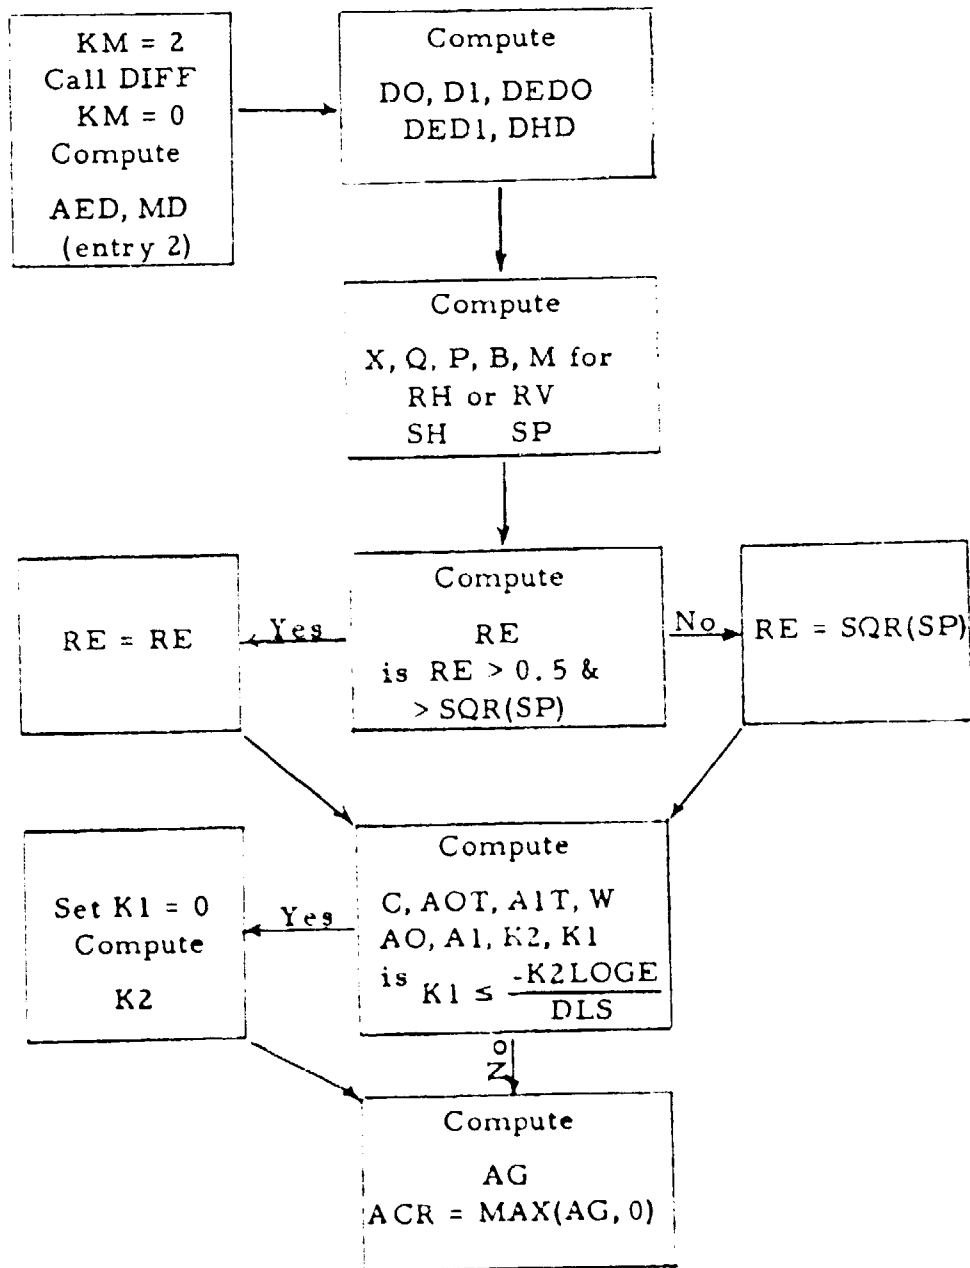 KM = 2
Call DIFF
KM = 0
Compute
AED, MD
(entry 2)
Compute
DO, D1, DEDO
DED1, DHD
Compute
X, Q, P, B, M for
RH or RV
SH SP
Compute
RE
is RE > 0.5 &
> SQR(SP)
Yes
RE = RE
No
RE = SQR(SP)
Compute
C, AOT, A1T, W
AO, A1, K2, K1
is K1 ≤ -K2LOGE
DLS
Yes
Set K1 = 0
Compute
K2
No
Compute
AG
ACR = MAX(AG, 0)